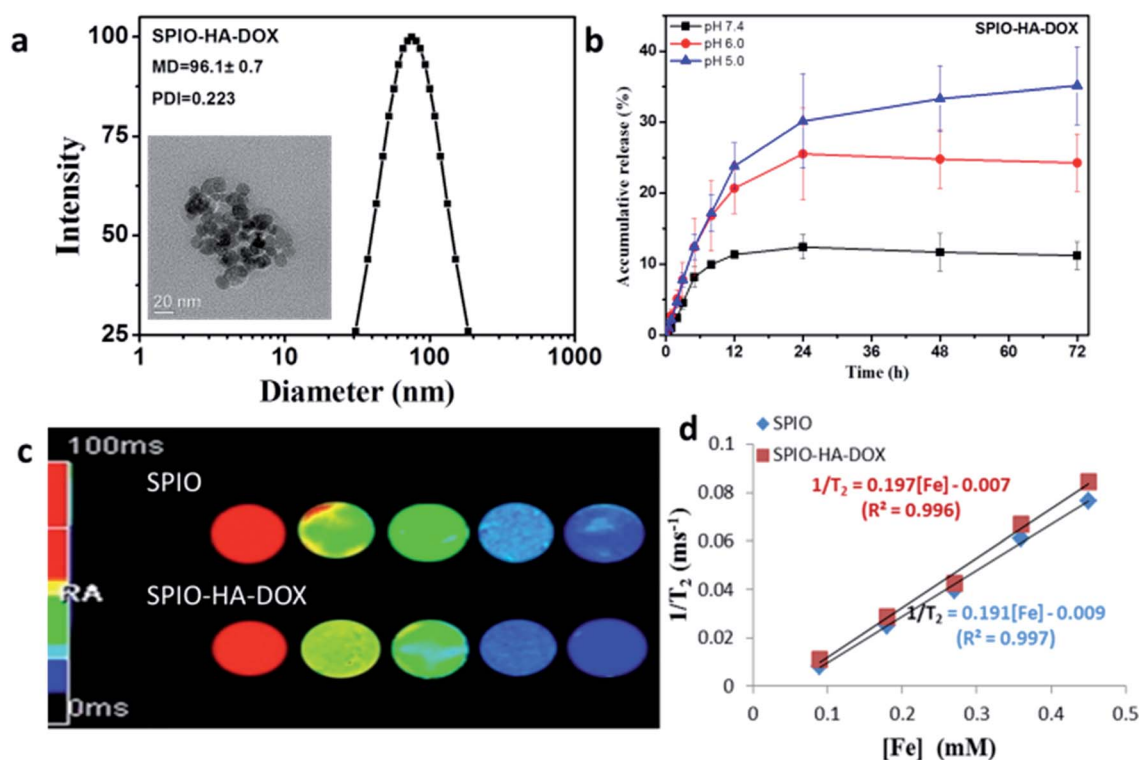 a
SPIO-HA-DOX
MD=96.1± 0.7
PDI=0.223
100
75
50
25
Intensity
20 nm
1
10
100
1000
Diameter (nm)
b
pH 7.4
pH 6.0
pH 5.0
SPIO-HA-DOX
40
30
20
10
0
Accumulative release (%)
0
12
24
36
48
60
72
Time (h)
c
100ms
SPIO
RA
SPIO-HA-DOX
0ms
d
SPIO
SPIO-HA-DOX
1/T₂ = 0.197[Fe] - 0.007
(R² = 0.996)
1/T₂ = 0.191[Fe] - 0.009
(R² = 0.997)
0.1
0.08
0.06
0.04
0.02
0
1/T₂ (ms⁻¹)
0
0.1
0.2
0.3
0.4
0.5
[Fe] (mM)